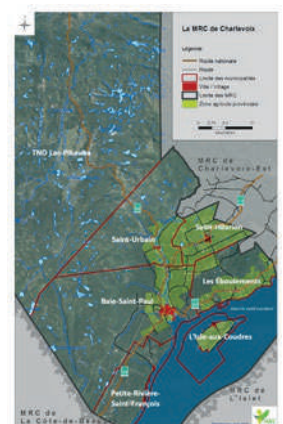 La MRC de Charlevoix
Légende:
Route nationale
Route
Limite des municipalités
Ville / Village
Limite des MRC
Zone agricole provinciale
TNO Lac-Pikauba
MRC de
Charlevoix-Est
Saint-Hilarion
Saint-Urbain
Les Éboulements
Baie-Saint-Paul
L'Isle-aux-Coudres
Petite-Rivière-
Saint-François
MRC de
La Côte-de-Beaupré
MRC de
L'Islet